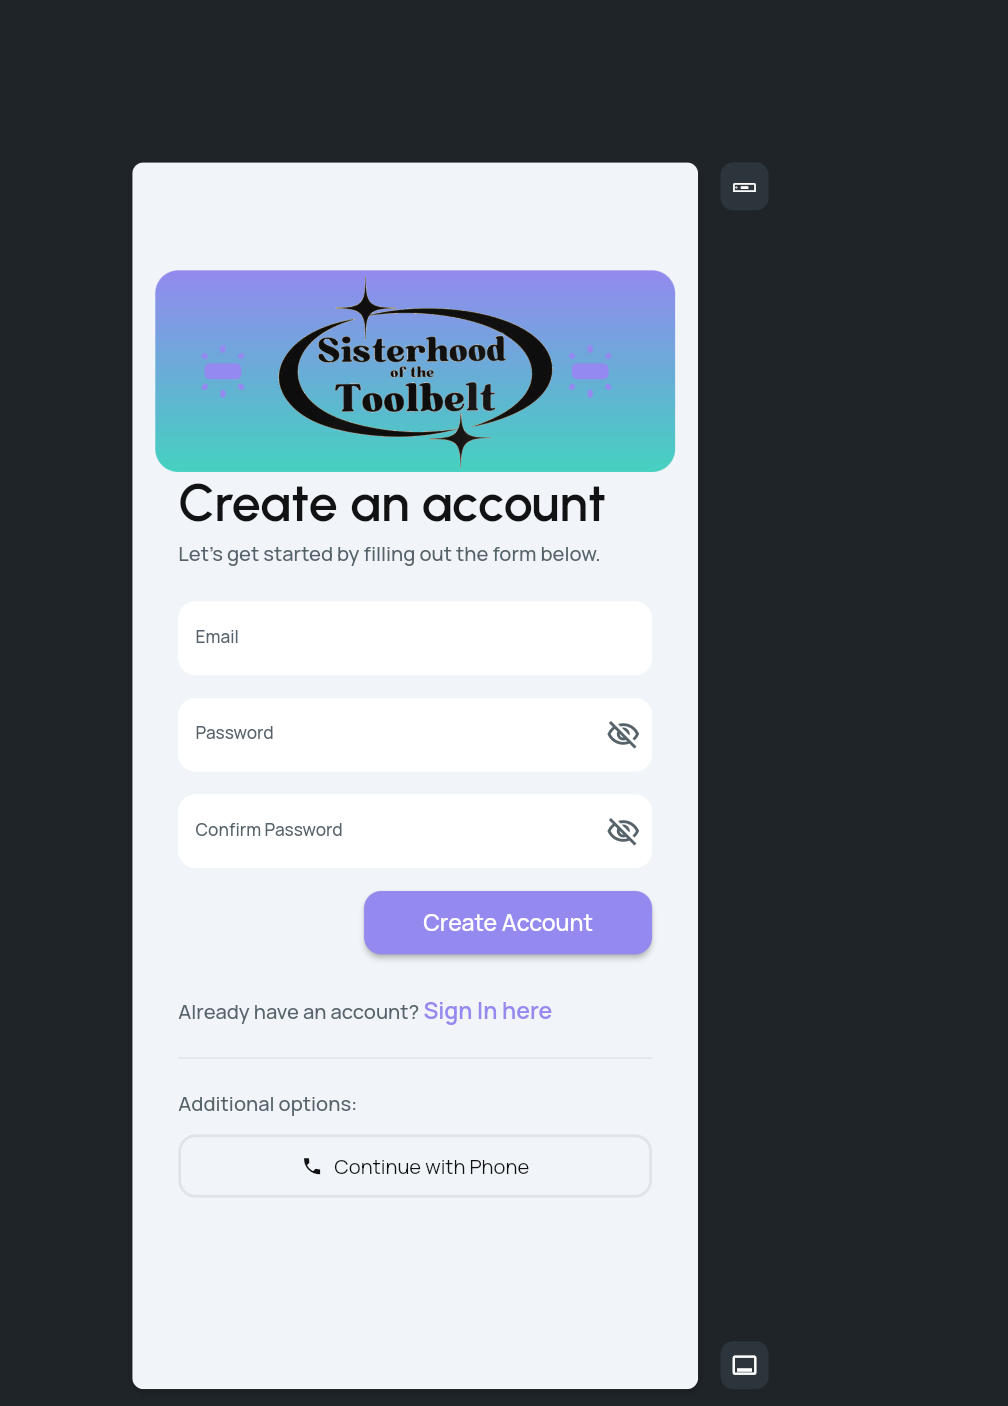 Sisterhood
of the
Toolbelt
Create an account
Let's get started by filling out the form below.
Email
Password
Confirm Password
Create Account
Already have an account? Sign In here
Additional options:
Continue with Phone